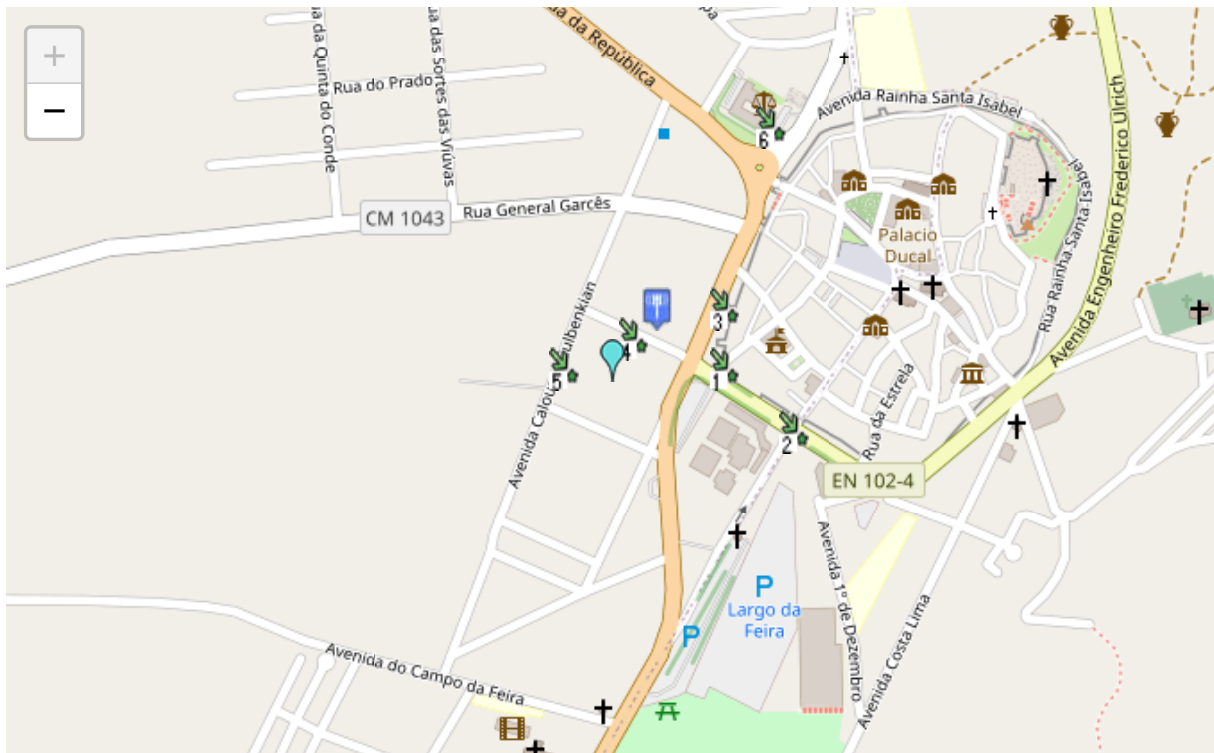 +
−
Rua da Quinta do Conde
Rua das Sortes das Viúvas
Rua do Prado
da República
Avenida Rainha Santa Isabel
Avenida Engenheiro Frederico Ulrich
6
CM 1043
Rua General Garcês
Palacio
Ducal
Rua Rainha Santa Isabel
3
4
5
1
Avenida Calouste Gulbenkian
Rua da Estrela
2
EN 102-4
P
Largo da
Feira
P
Avenida 1º de Dezembro
Avenida Costa Lima
Avenida do Campo da Feira